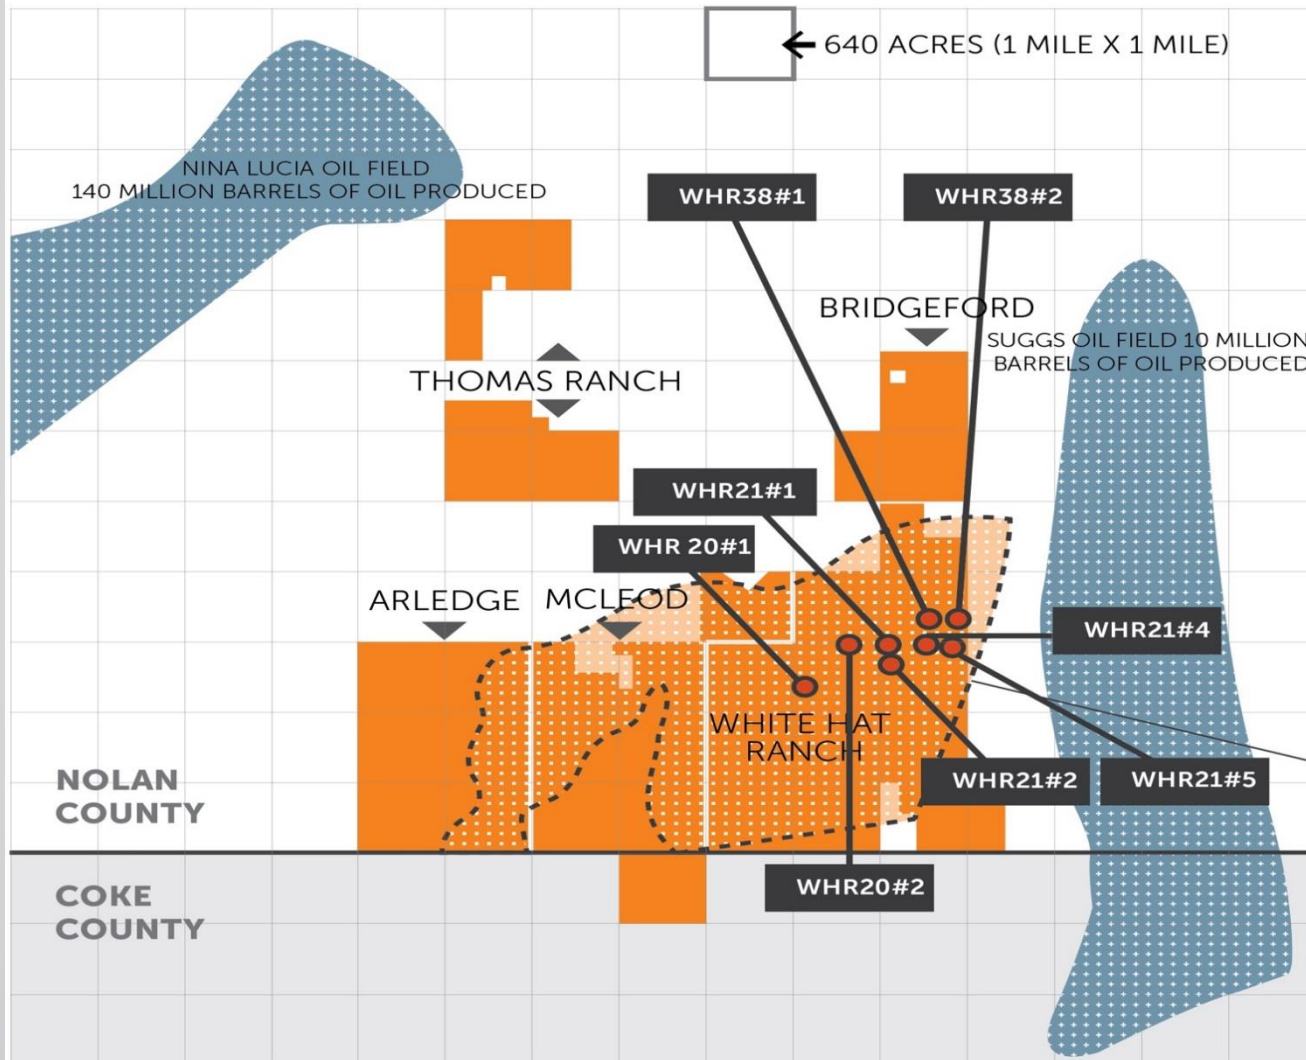 640 ACRES (1 MILE X 1 MILE)
NINA LUCIA OIL FIELD
140 MILLION BARRELS OF OIL PRODUCED
WHR38#1
WHR38#2
BRIDGEFORD
SUGGS OIL FIELD 10 MILLION
BARRELS OF OIL PRODUCED
THOMAS RANCH
WHR21#1
WHR 20#1
ARLEDGE
MCLEOD
WHR21#4
WHITE HAT
RANCH
NOLAN
COUNTY
WHR21#2
WHR21#5
WHR20#2
COKE
COUNTY